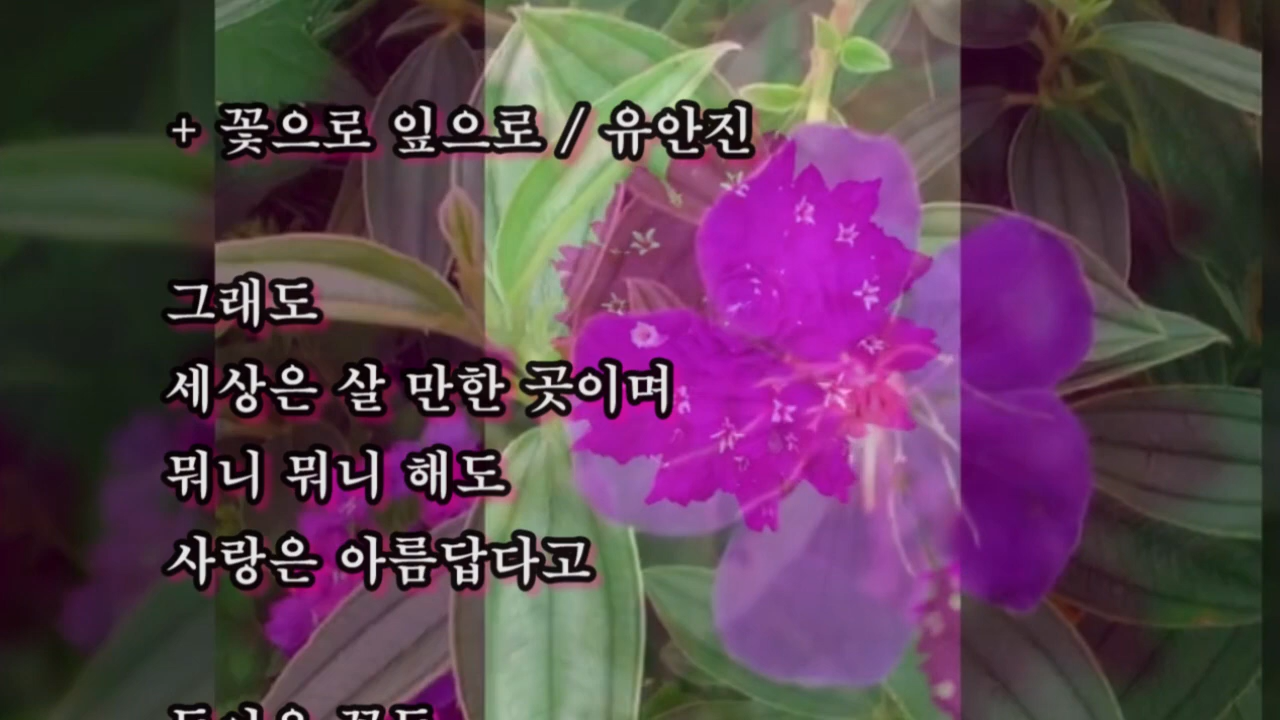 + 꽃으로 잎으로 / 유안진
그래도
세상은 살 만한 곳이며
뭐니 뭐니 해도
사랑은 아름답다고